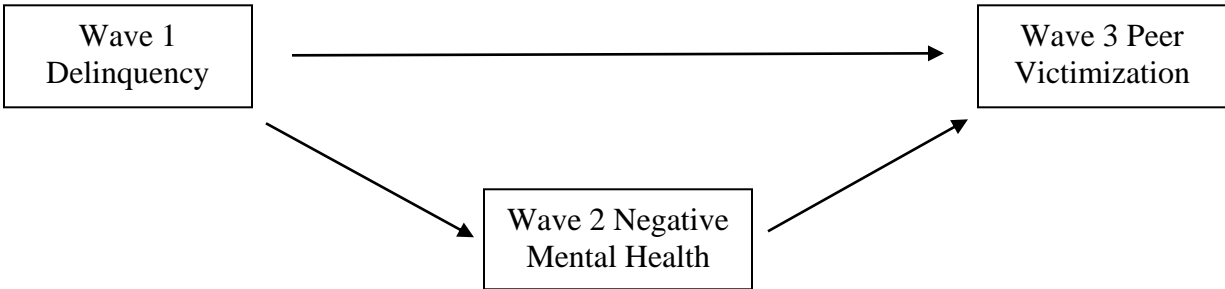 Wave 1
Delinquency
Wave 3 Peer
Victimization
Wave 2 Negative
Mental Health